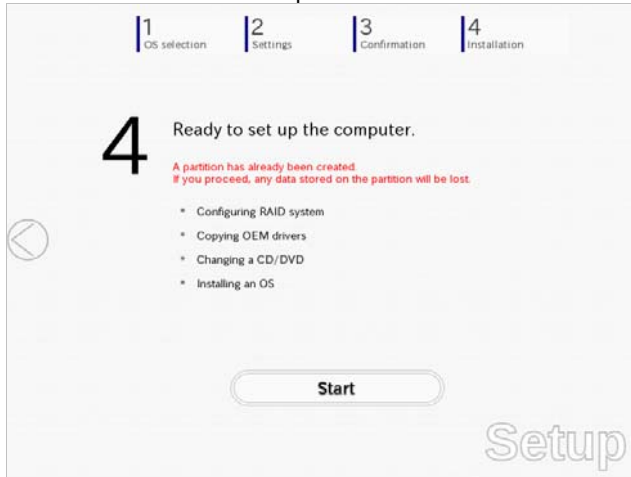 1
OS selection
2
Settings
3
Confirmation
4
Installation
4
Ready to set up the computer.
A partition has already been created.
If you proceed, any data stored on the partition will be lost.
* Configuring RAID system
* Copying OEM drivers
* Changing a CD/DVD
* Installing an OS
Start
Setup